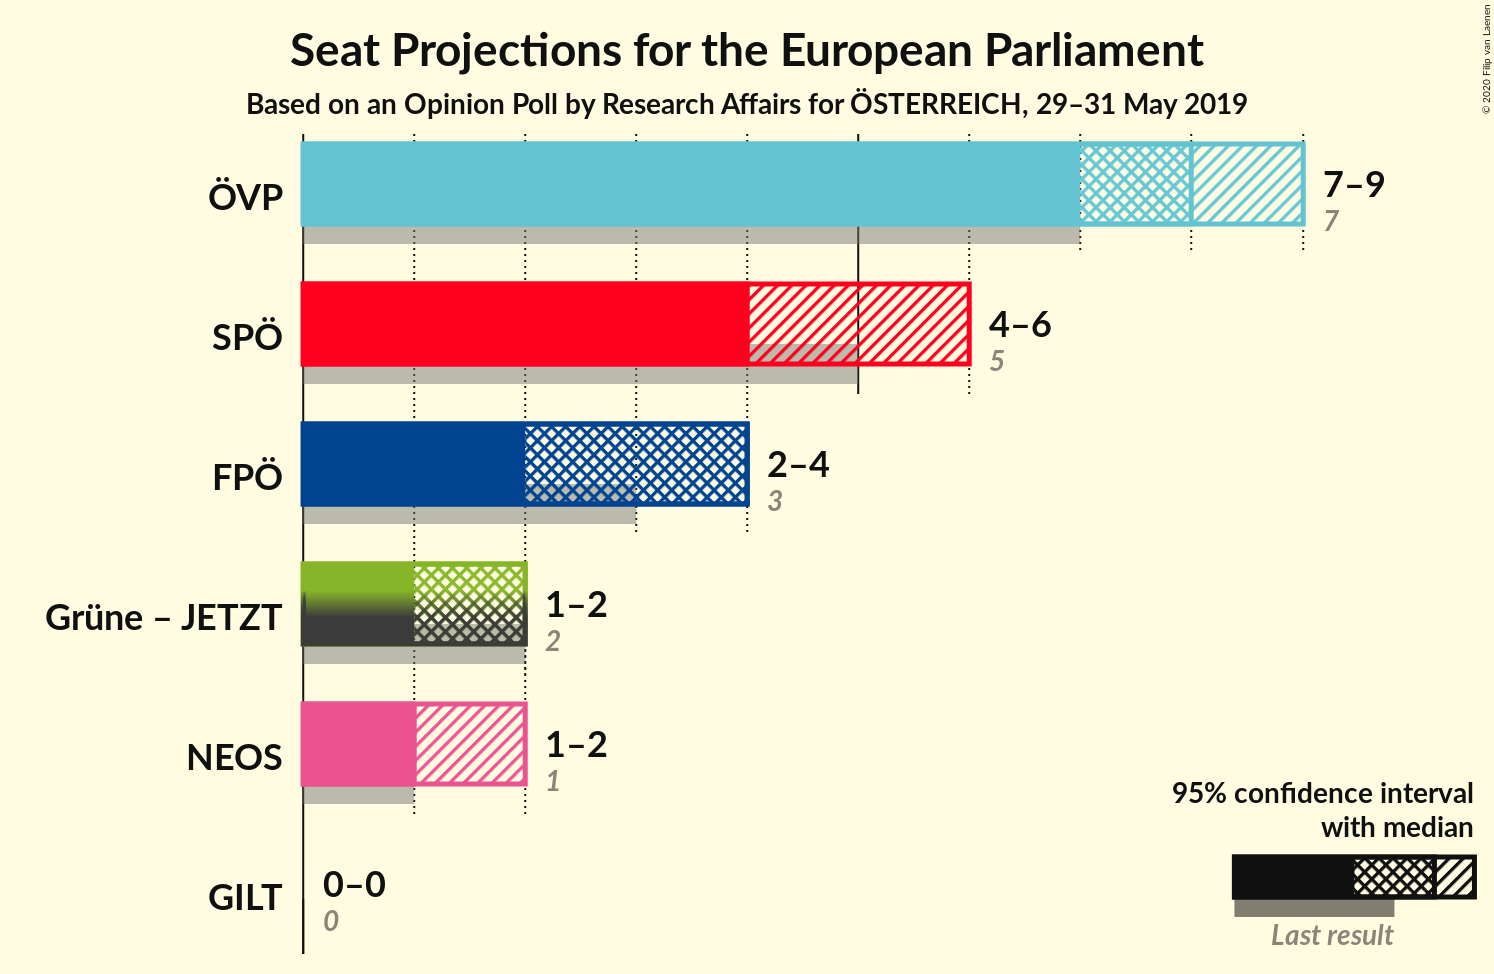 Seat Projections for the European Parliament
Based on an Opinion Poll by Research Affairs for ÖSTERREICH, 29–31 May 2019
© 2020 Filip van Laenen
ÖVP
7–9
7
SPÖ
4–6
5
FPÖ
2–4
3
Grüne – JETZT
1–2
2
NEOS
1–2
1
GILT
0–0
0
95% confidence interval
with median
Last result